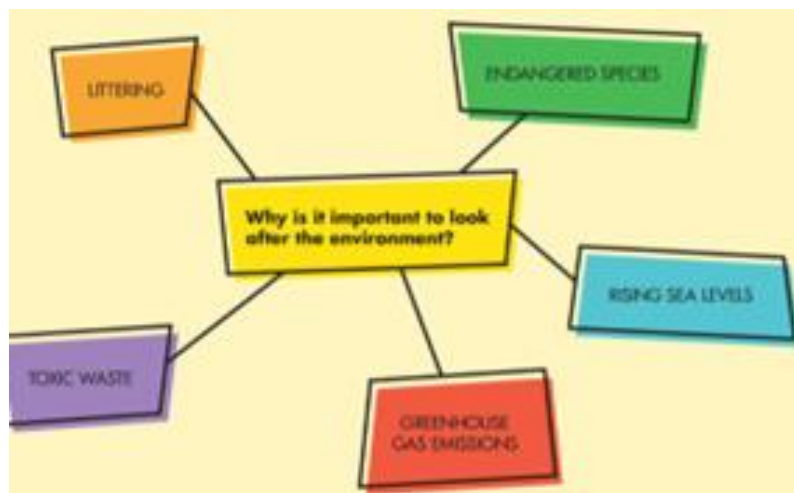 LITTERING
ENDANGERED SPECIES
Why is it important to look
after the environment?
RISING SEA LEVELS
TOXIC WASTE
GREENHOUSE
GAS EMISSIONS